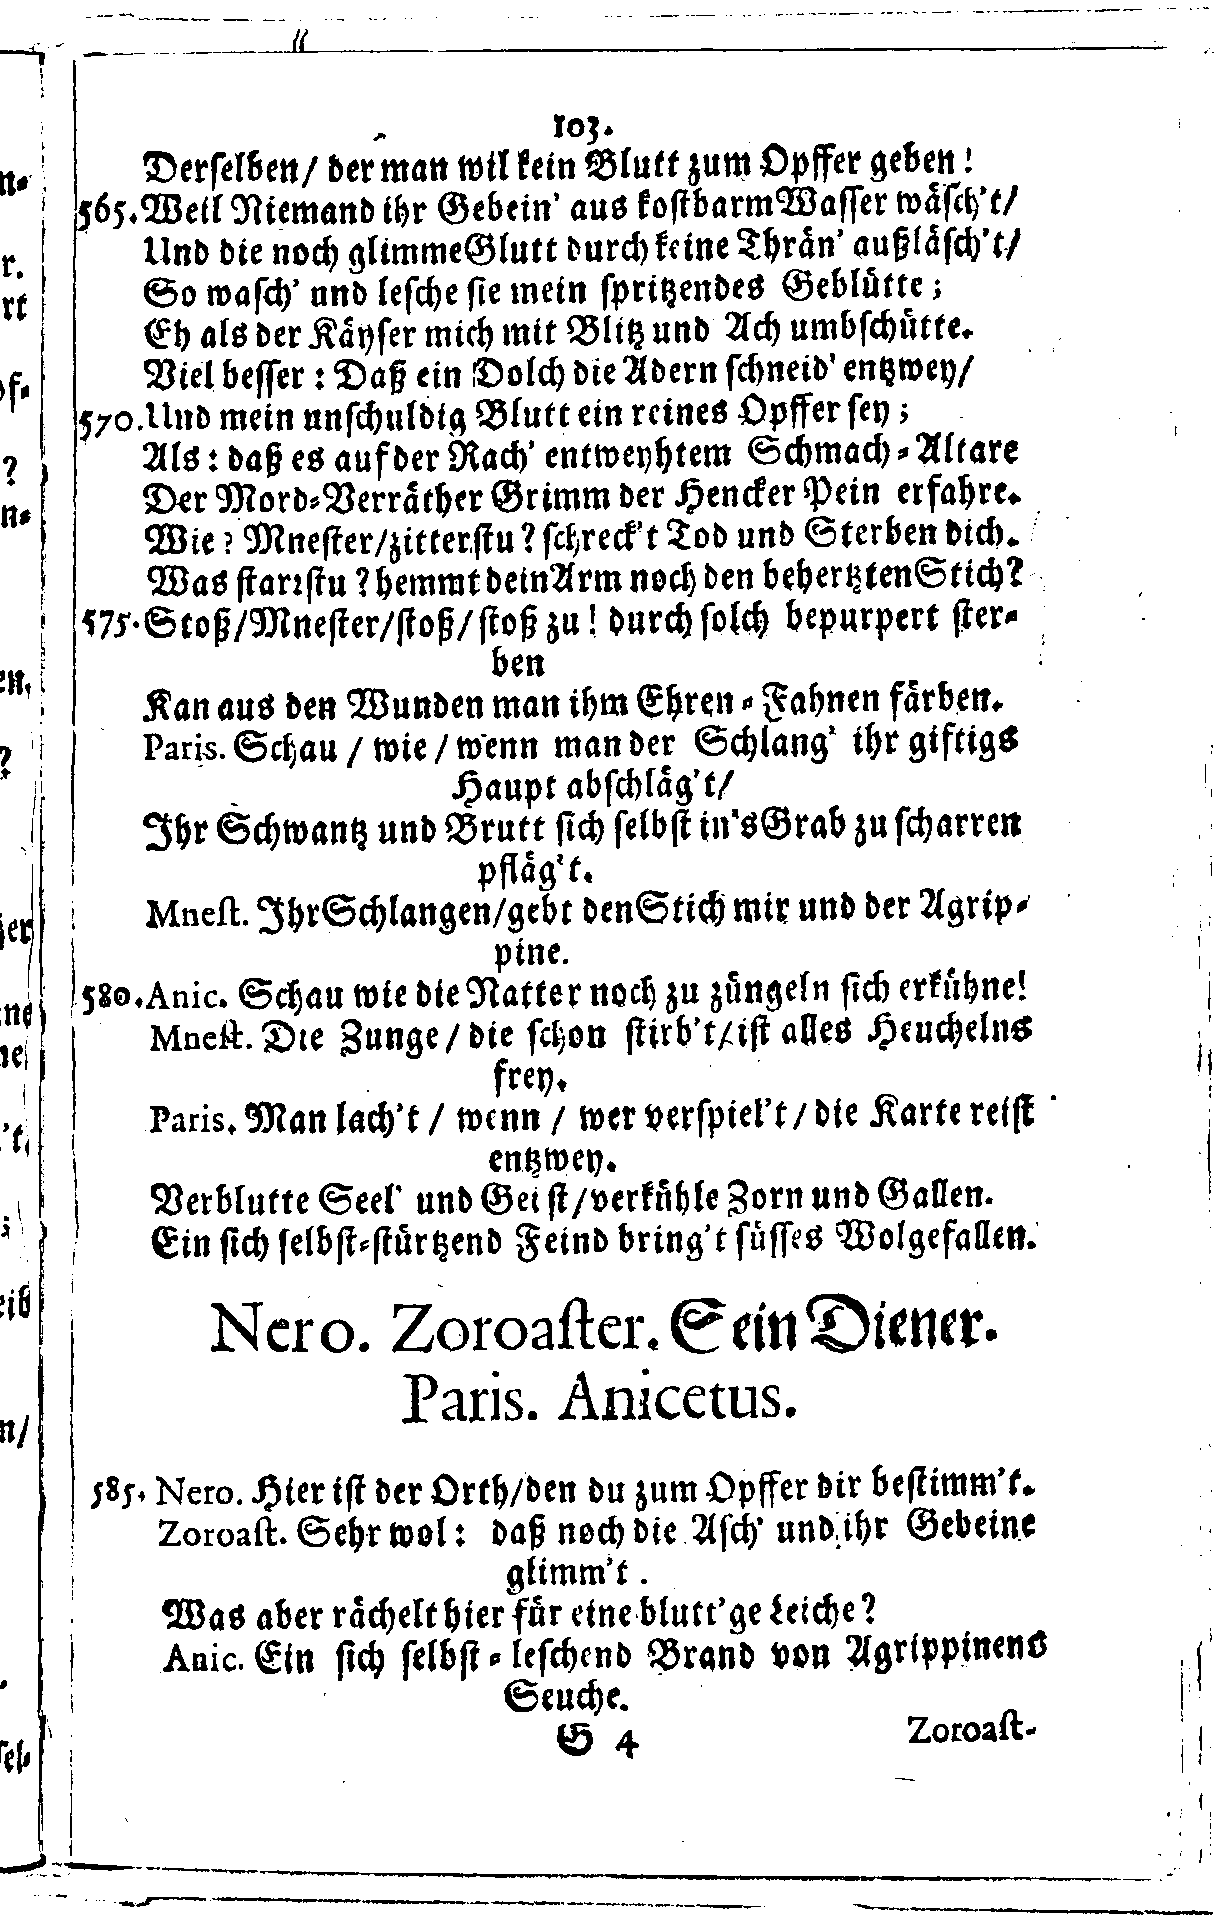 103.
Derselben/ der man wil kein Blutt zum Opffer geben!
565. Weil Niemand ihr Gebein' aus kostbarm Wasser wäsch't/
Und die noch glimme Glutt durch keine Thrän' außläsch't/
So wasch' und lesche sie mein spritzendes Geblütte;
Eh als der Käyser mich mit Blitz und Ach umbschütte.
Viel besser: Daß ein Dolch die Adern schneid' entzwey/
570. Und mein unschuldig Blutt ein reines Opffer sey;
Als: daß es auf der Rach' entweyhtem Schmach-Altare
Der Mord-Verräther Grimm der Hencker Pein erfahre.
Wie? Mnester/zitterstu? schreck't Tod und Sterben dich.
Was starrstu? hemmt dein Arm noch den behertzten Stich?
575. Stoß/Mnester/stoß/stoß zu! durch solch bepurpert ster-
ben
Kan aus den Wunden man ihm Ehren-Fahnen färben.
Paris. Schau/ wie/ wenn man der Schlang' ihr giftigs
Haupt abschläg't/
Ihr Schwantz und Brutt sich selbst in's Grab zu scharren
pfläg't.
Mnest. Ihr Schlangen/gebt den Stich mir und der Agrip-
pine.
580. Anic. Schau wie die Natter noch zu züngeln sich erkühne!
Mnest. Die Zunge/ die schon stirb't/ist alles Heuchelns
frey.
Paris. Man lach't/ wenn/ wer verspiel't/ die Karte reist
entzwey.
Verblutte Seel' und Geist/verkühle Zorn und Gallen.
Ein sich selbst-stürtzend Feind bring't süsses Wolgefallen.
Nero. Zoroaster. Sein Diener.
Paris. Anicetus.
585. Nero. Hier ist der Orth/den du zum Opffer dir bestimm't.
Zoroast. Sehr wol: daß noch die Asch' und ihr Gebeine
glimm't.
Was aber rächelt hier für eine blutt'ge Leiche?
Anic. Ein sich selbst-leschend Brand von Agrippinens
Seuche.
G 4
Zoroast-